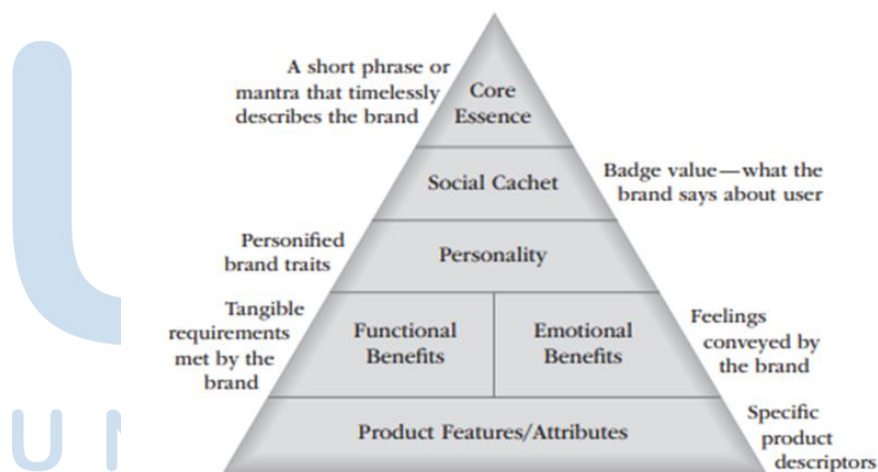 A short phrase or
mantra that timelessly
describes the brand
Core
Essence
Social Cachet
Badge value—what the
brand says about user
Personified
brand traits
Personality
Tangible
requirements
met by the
brand
Functional
Benefits
Emotional
Benefits
Feelings
conveyed by
the brand
Product Features/Attributes
Specific
product
descriptors
U N